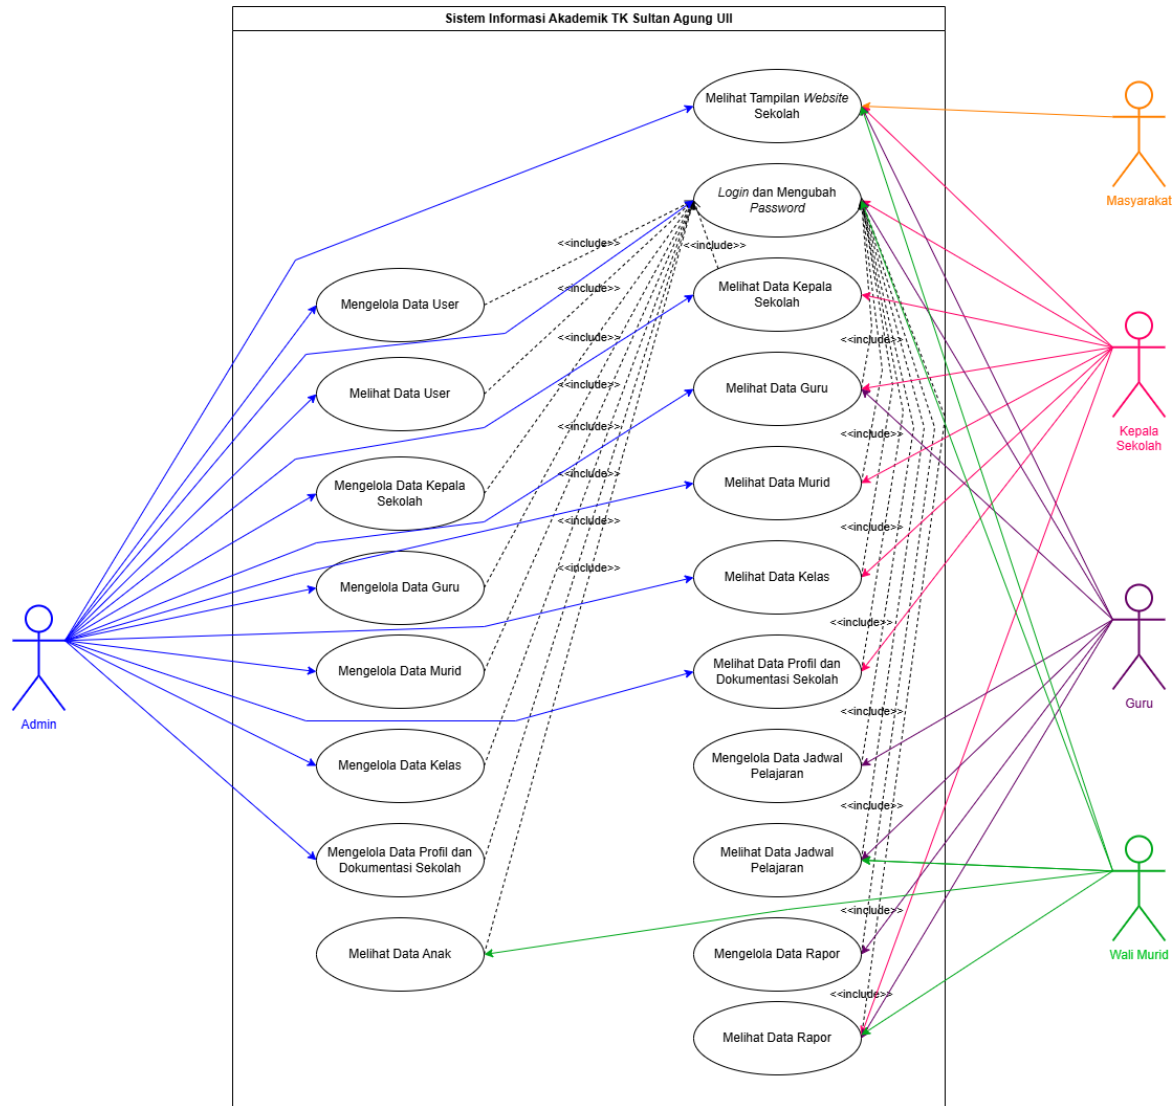 Sistem Informasi Akademik TK Sultan Agung UII
Melihat Tampilan Website
Sekolah
Masyarakat
Login dan Mengubah
Password
<<include>>
<<include>>
Mengelola Data User
<<include>>
Melihat Data Kepala
Sekolah
<<include>>
<<include>>
Melihat Data User
<<include>>
Melihat Data Guru
Kepala
Sekolah
<<include>>
<<include>>
Mengelola Data Kepala
Sekolah
<<include>>
Melihat Data Murid
<<include>>
<<include>>
<<include>>
Mengelola Data Guru
Melihat Data Kelas
<<include>>
Mengelola Data Murid
Melihat Data Profil dan
Dokumentasi Sekolah
Admin
Guru
<<include>>
Mengelola Data Kelas
Mengelola Data Jadwal
Pelajaran
<<include>>
Mengelola Data Profil dan
Dokumentasi Sekolah
Melihat Data Jadwal
Pelajaran
<<include>>
Melihat Data Anak
Mengelola Data Rapor
Wali Murid
<<include>>
Melihat Data Rapor